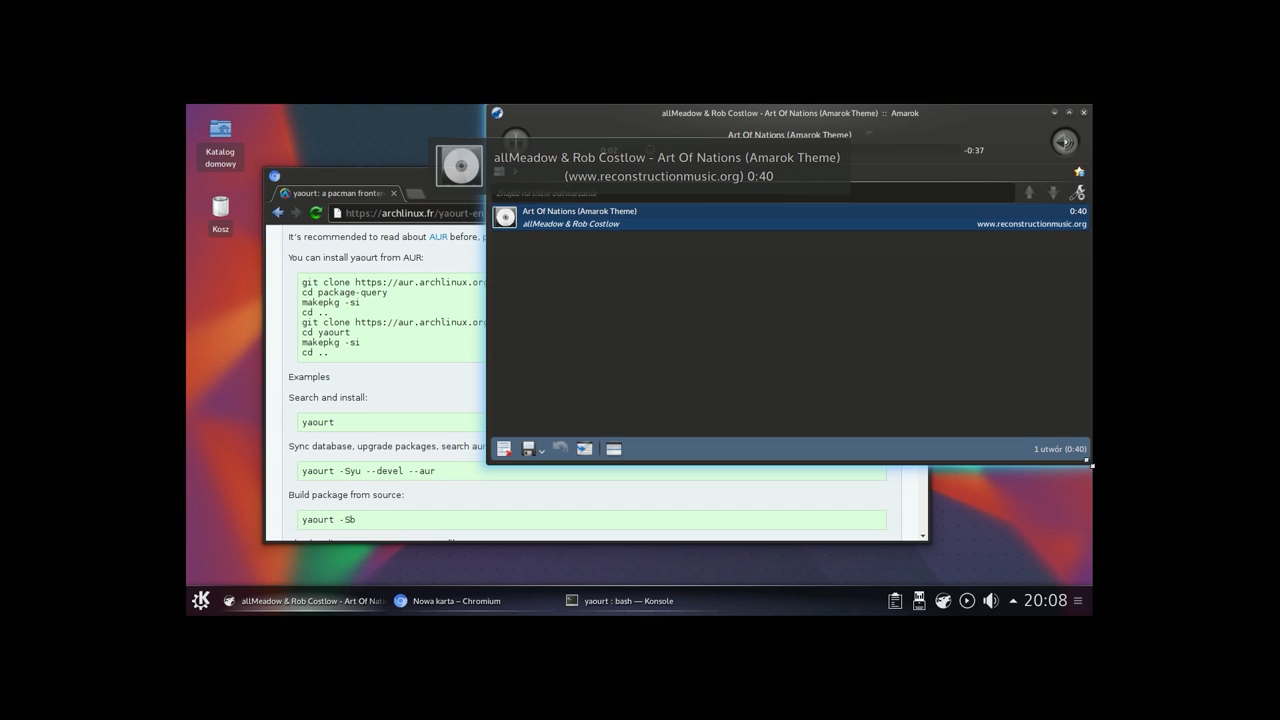 Katalog
domowy
Kosz
yaourt: a pacman fronte
https://archlinux.fr/yaourt-en
It's recommended to read about AUR before,
You can install yaourt from AUR:
git clone https://aur.archlinux.org
cd package-query
makepkg -si
cd ..
git clone https://aur.archlinux.org
cd yaourt
makepkg -si
cd ..
Examples
Search and install:
yaourt
Sync database, upgrade packages, search aur
yaourt -Syu --devel --aur
Build package from source:
yaourt -Sb
allMeadow & Rob Costlow - Art Of Nations (Amarok Theme) :: Amarok
Art Of Nations (Amarok Theme)
0:02
-0:37
allMeadow & Rob Costlow - Art Of Nations (Amarok Theme)
(www.reconstructionmusic.org) 0:40
Art Of Nations (Amarok Theme) 0:40
allMeadow & Rob Costlow www.reconstructionmusic.org
1 utwór (0:40)
allMeadow & Rob Costlow - Art Of Nati
Nowa karta – Chromium
yaourt : bash — Konsole
20:08